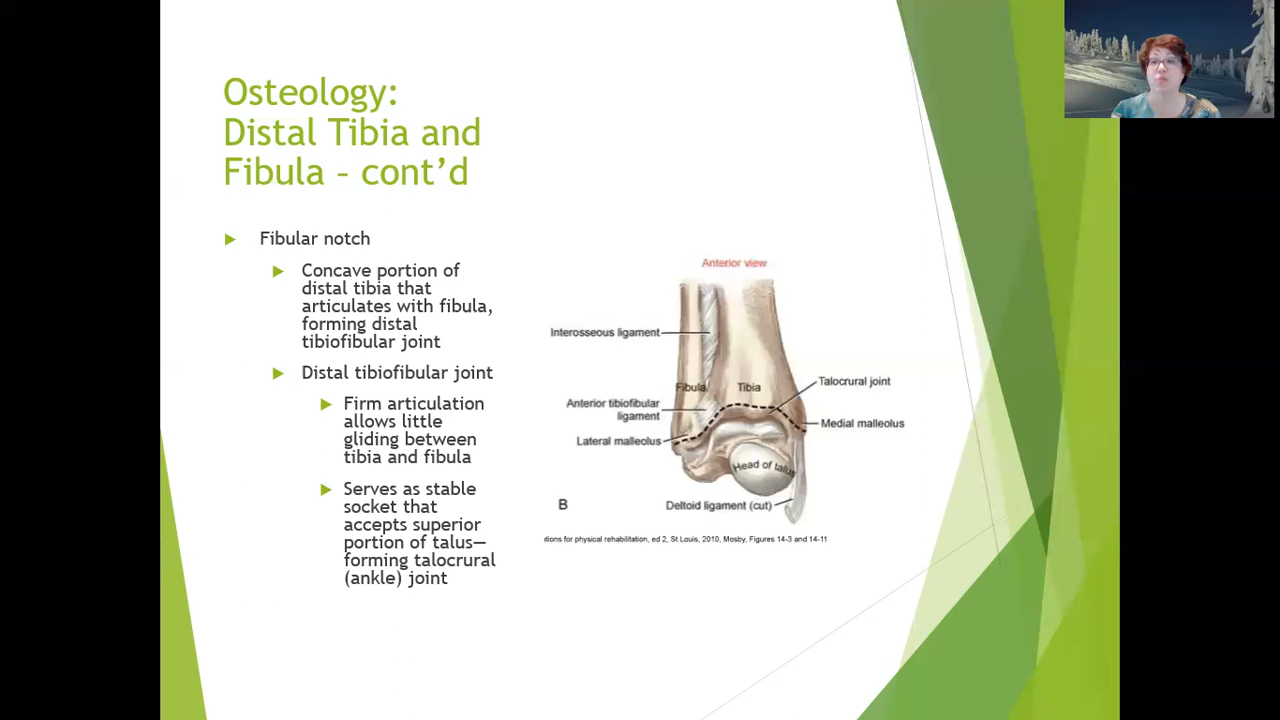 Osteology:
Distal Tibia and
Fibula – cont’d
Fibular notch
Concave portion of
distal tibia that
articulates with fibula,
forming distal
tibiofibular joint
Distal tibiofibular joint
Firm articulation
allows little
gliding between
tibia and fibula
Serves as stable
socket that
accepts superior
portion of talus—
forming talocrural
(ankle) joint
Anterior view
Interosseous ligament
Fibula
Tibia
Talocrural joint
Anterior tibiofibular
ligament
Medial malleolus
Lateral malleolus
Head of talus
B
Deltoid ligament (cut)
tions for physical rehabilitation, ed 2, St Louis, 2010, Mosby, Figures 14-3 and 14-11